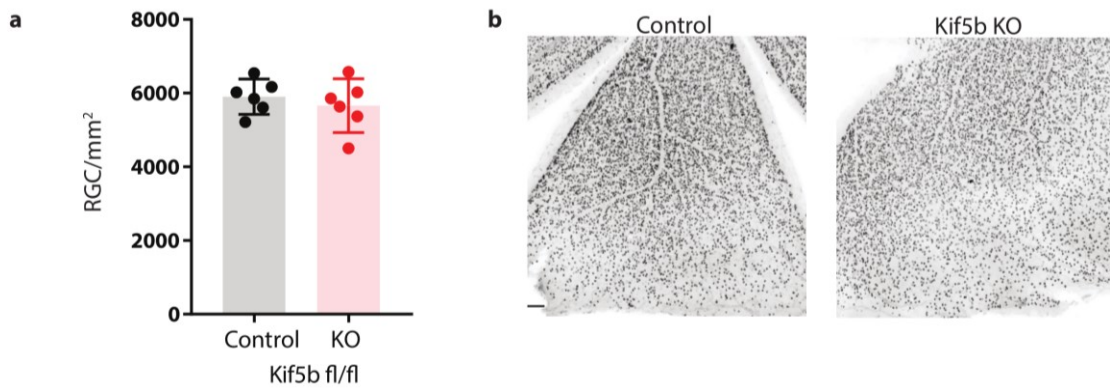 a
8000
6000
4000
2000
0
RGC/mm²
Control KO
Kif5b fl/fl
b
Control Kif5b KO